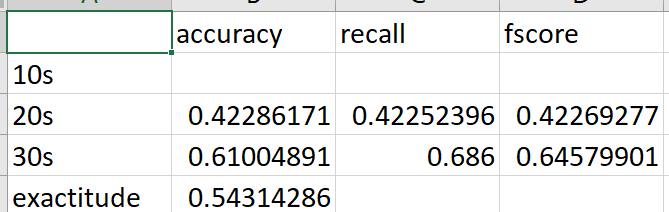 accuracy recall fscore
10s
20s 0.42286171 0.42252396 0.42269277
30s 0.61004891 0.686 0.64579901
exactitude 0.54314286